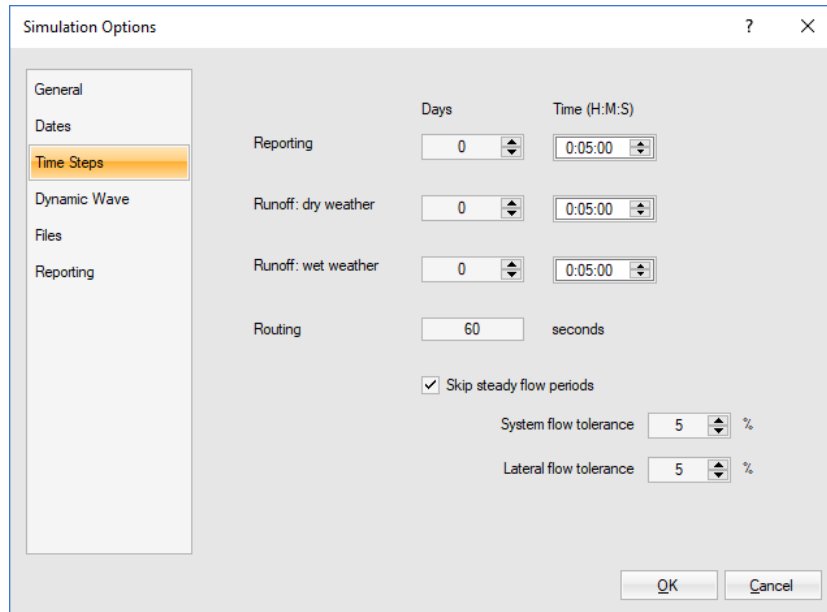 Simulation Options ?
General
Dates
Time Steps
Dynamic Wave
Files
Reporting
Days Time (H:M:S)
Reporting 0 0:05:00
Runoff: dry weather 0 0:05:00
Runoff: wet weather 0 0:05:00
Routing 60 seconds
Skip steady flow periods
System flow tolerance 5 %
Lateral flow tolerance 5 %
OK Cancel